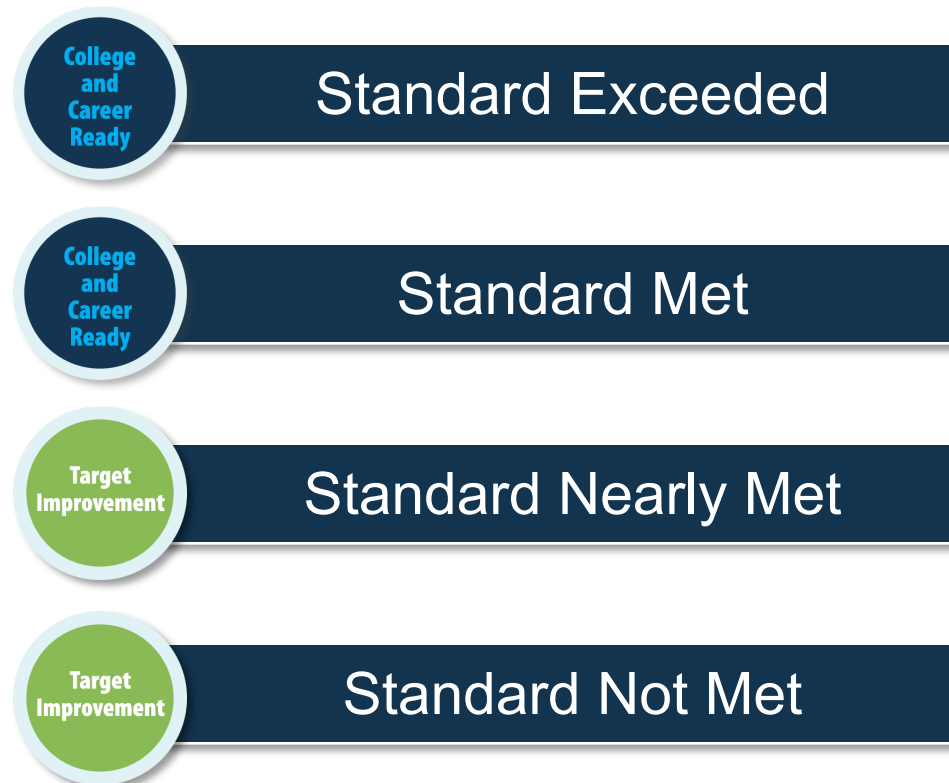 College
and
Career
Ready
Standard Exceeded
College
and
Career
Ready
Standard Met
Target
Improvement
Standard Nearly Met
Target
Improvement
Standard Not Met